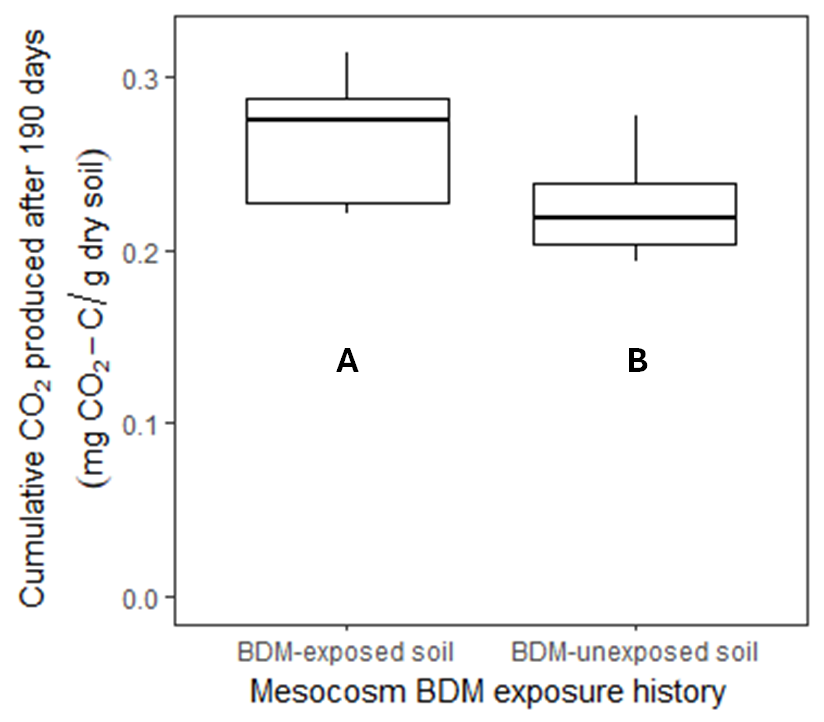 Cumulative CO₂ produced after 190 days
(mg CO₂ – C/ g dry soil)
0.3
0.2
0.1
0.0
A
B
BDM-exposed soil
BDM-unexposed soil
Mesocosm BDM exposure history